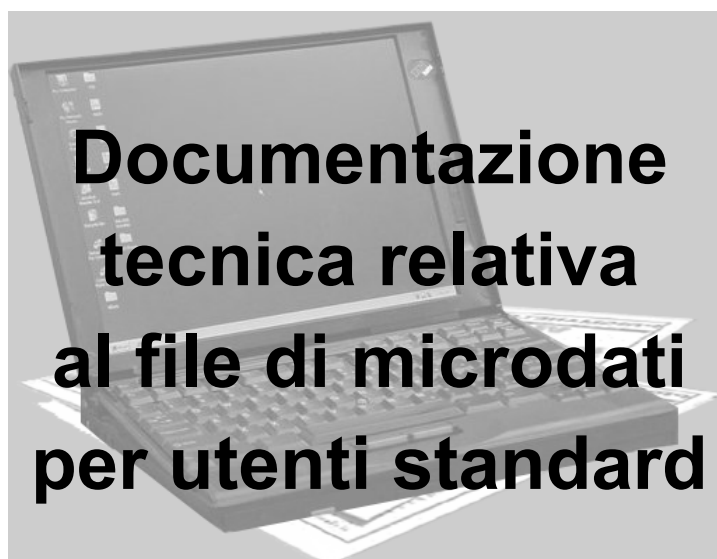 Documentazione
tecnica relativa
al file di microdati
per utenti standard